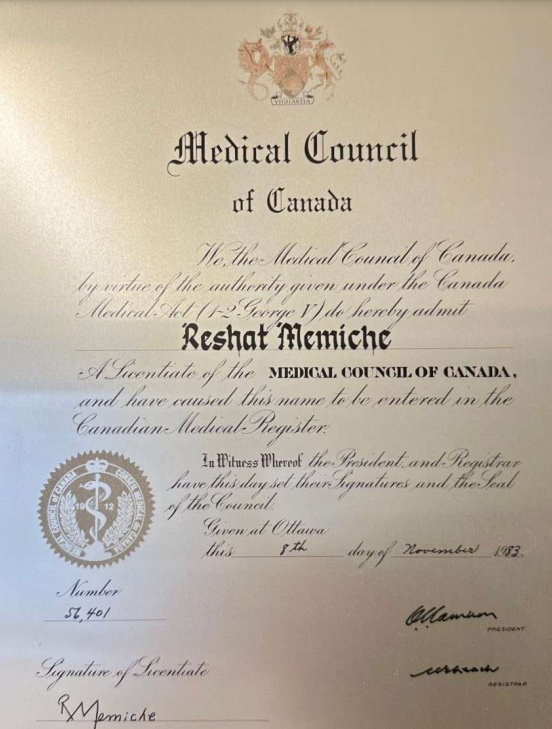 VIGILANTIA
Medical Council
of Canada
We, the Medical Council of Canada,
by virtue of the authority given under the Canada
Medical Act (1-2 George V) do hereby admit
Reshat Memiche
A Licentiate of the MEDICAL COUNCIL OF CANADA,
and have caused this name to be entered in the
Canadian Medical Register.
In Witness Whereof the President and Registrar
have this day set their Signatures and the Seal
of the Council.
Given at Ottawa
this 8th day of November 1983.
19 12
Number
56,401
PRESIDENT
REGISTRAR
Signature of Licentiate
R Memiche